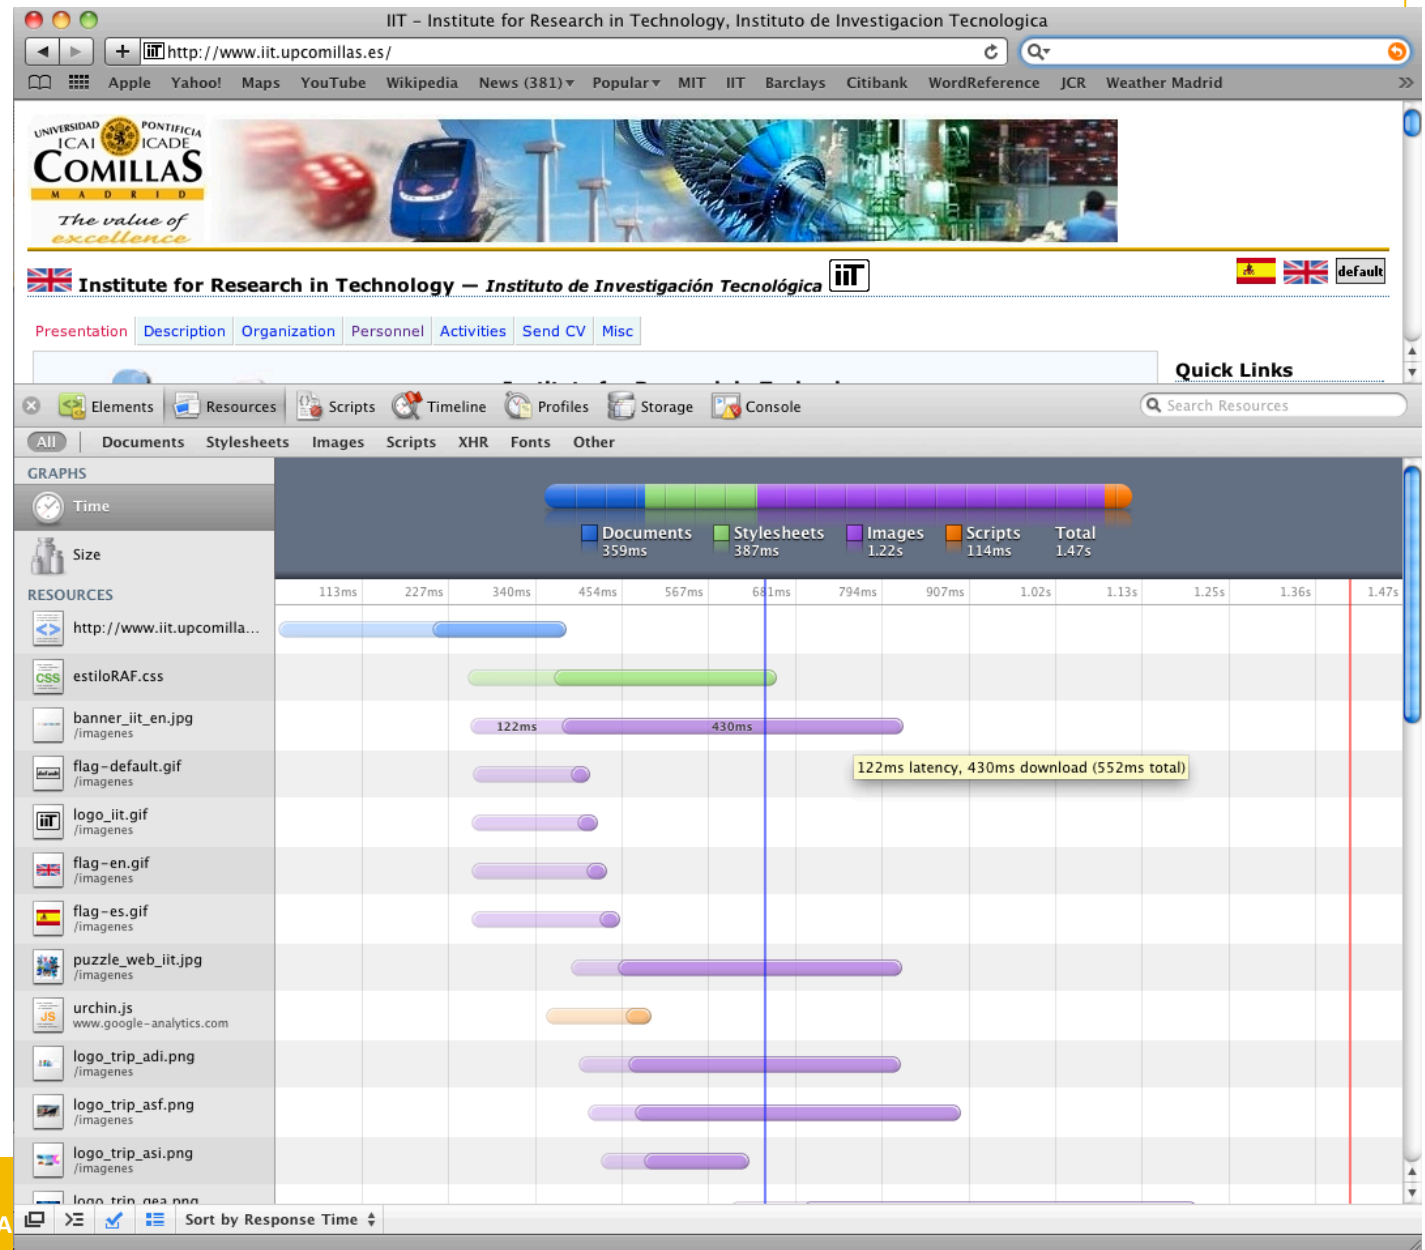 IIT – Institute for Research in Technology, Instituto de Investigacion Tecnologica
http://www.iit.upcomillas.es/
Apple Yahoo! Maps YouTube Wikipedia News (381) Popular MIT IIT Barclays Citibank WordReference JCR Weather Madrid
UNIVERSIDAD PONTIFICIA
ICAI ICADE
COMILLAS
MADRID
The value of
excellence
Institute for Research in Technology — Instituto de Investigación Tecnológica iiT
default
Presentation Description Organization Personnel Activities Send CV Misc
Quick Links
Elements Resources Scripts Timeline Profiles Storage Console
Search Resources
All Documents Stylesheets Images Scripts XHR Fonts Other
GRAPHS
Time
Size
Documents Stylesheets Images Scripts Total
359ms 387ms 1.22s 114ms 1.47s
RESOURCES
113ms 227ms 340ms 454ms 567ms 681ms 794ms 907ms 1.02s 1.13s 1.25s 1.36s 1.47s
http://www.iit.upcomilla...
estiloRAF.css
banner_iit_en.jpg
/imagenes
122ms 430ms
122ms latency, 430ms download (552ms total)
flag-default.gif
/imagenes
logo_iit.gif
/imagenes
flag-en.gif
/imagenes
flag-es.gif
/imagenes
puzzle_web_iit.jpg
/imagenes
urchin.js
www.google-analytics.com
logo_trip_adi.png
/imagenes
logo_trip_asf.png
/imagenes
logo_trip_asi.png
/imagenes
logo_trip_gea.png
Sort by Response Time
A